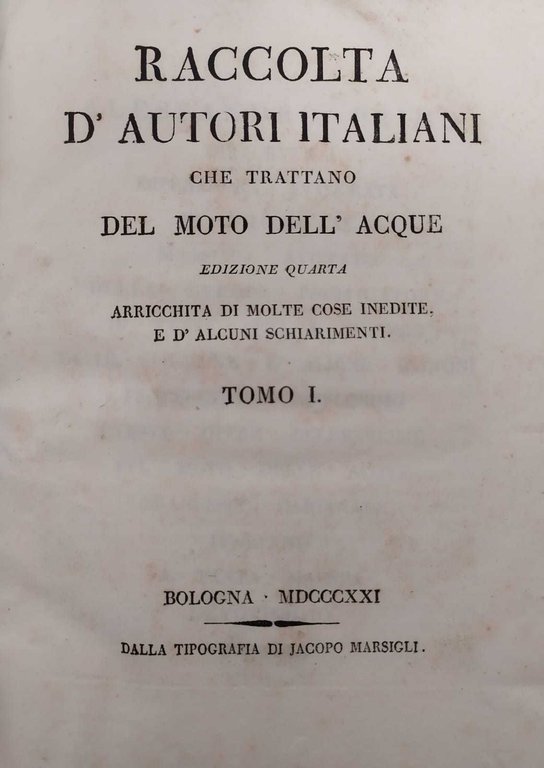 RACCOLTA
D' AUTORI ITALIANI
CHE TRATTANO
DEL MOTO DELL' ACQUE
EDIZIONE QUARTA
ARRICCHITA DI MOLTE COSE INEDITE,
E D' ALCUNI SCHIARIMENTI.
TOMO I.
BOLOGNA · MDCCCXXI
DALLA TIPOGRAFIA DI JACOPO MARSIGLI.